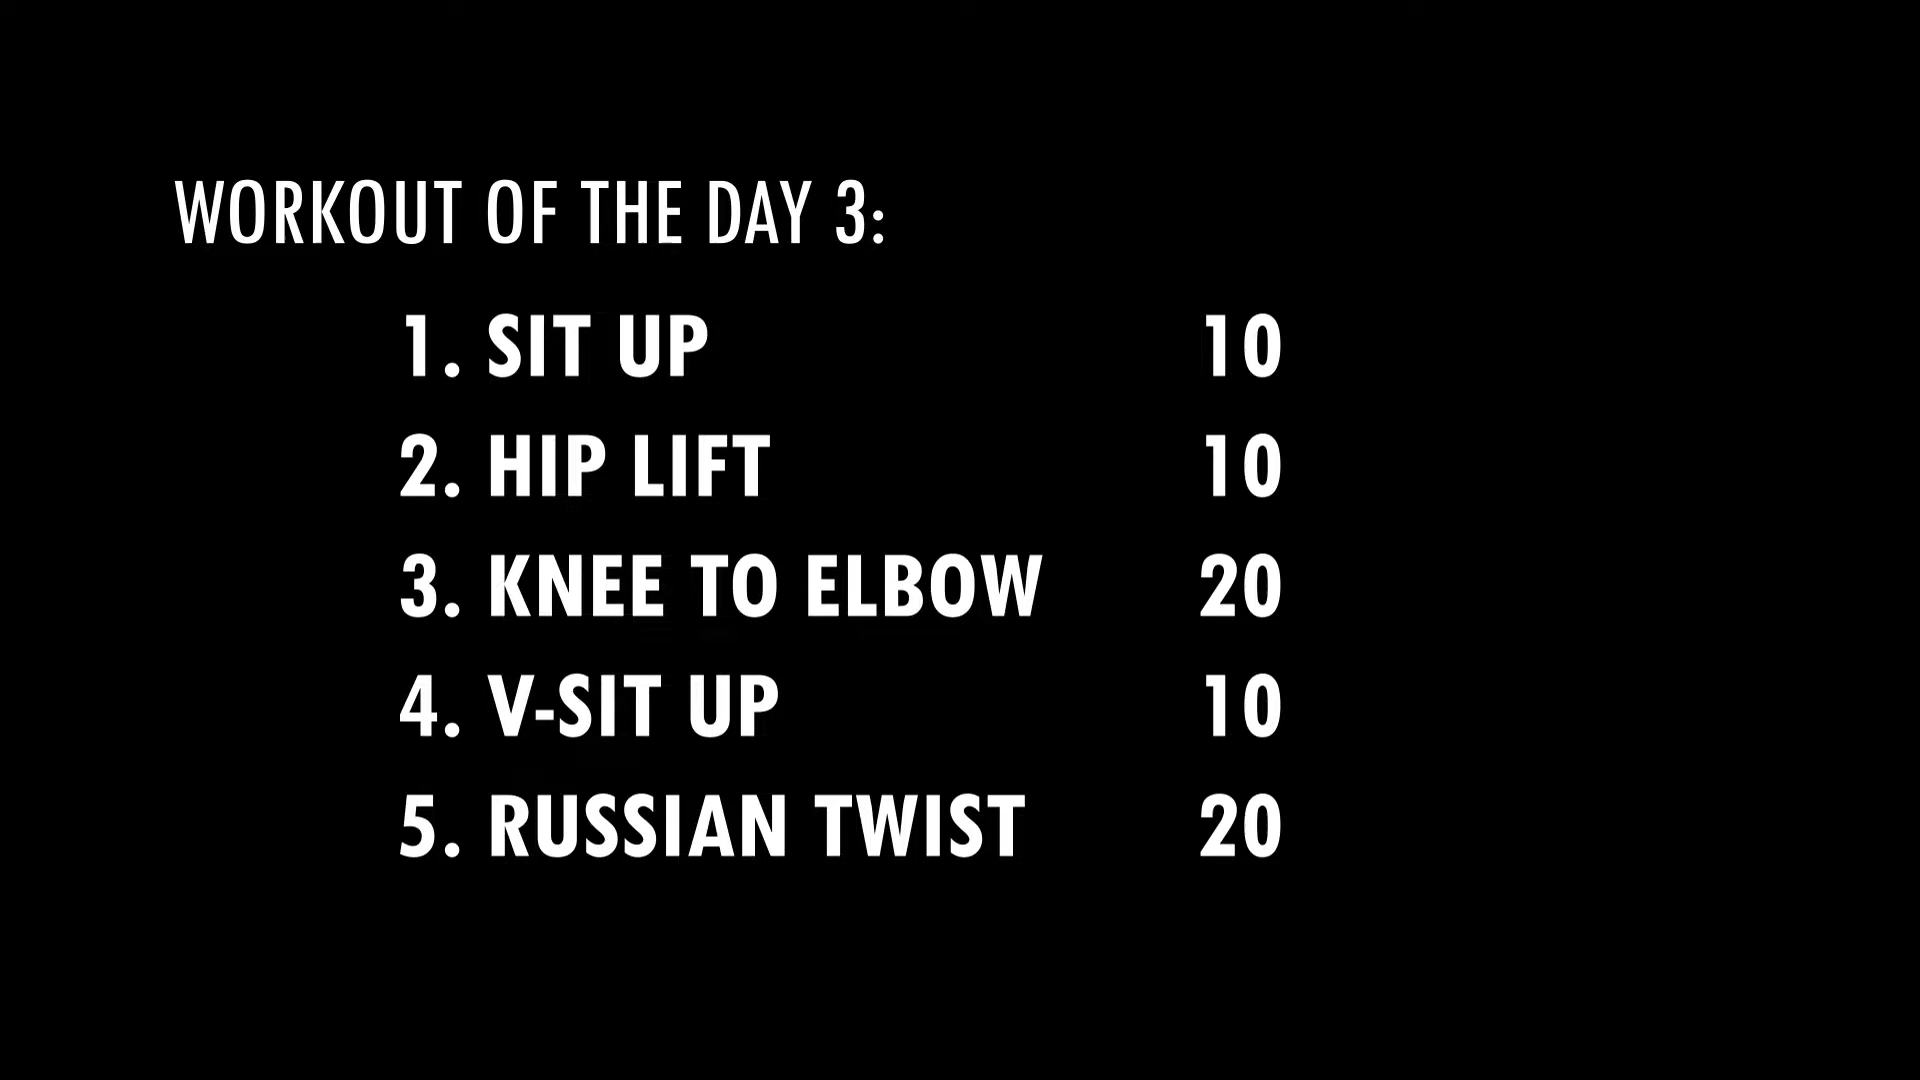 WORKOUT OF THE DAY 3:
1. SIT UP 10
2. HIP LIFT 10
3. KNEE TO ELBOW 20
4. V-SIT UP 10
5. RUSSIAN TWIST 20